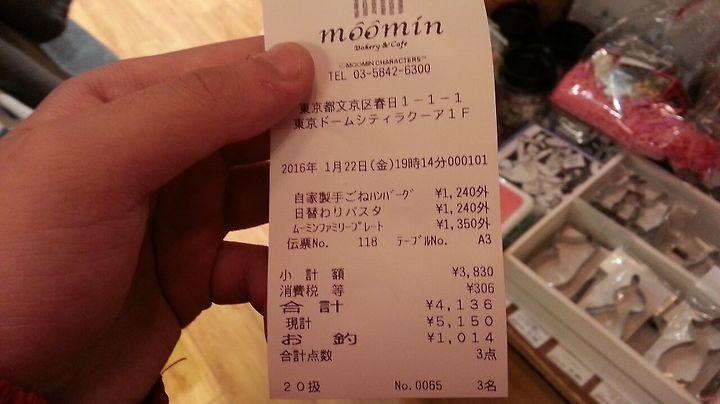 moomin
Bakery & Cafe
©MOOMIN CHARACTERS™
TEL 03-5842-6300
東京都文京区春日1-1-1
東京ドームシティラクーア1F
2016年 1月22日(金)19時14分000101
自家製手ごねハンバーグ ¥1,240外
日替わりパスタ ¥1,240外
ムーミンファミリープレート ¥1,350外
伝票No. 118 テーブルNo. A3
小計額 ¥3,830
消費税等 ¥306
合計 ¥4,136
現計 ¥5,150
お釣 ¥1,014
合計点数 3点
20扱 No.0065 3名